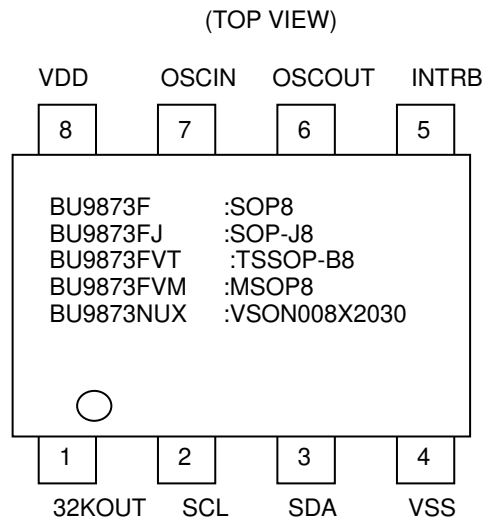 (TOP VIEW)
VDD OSCIN OSCOUT INTRB
8 7 6 5
BU9873F :SOP8
BU9873FJ :SOP-J8
BU9873FVT :TSSOP-B8
BU9873FVM :MSOP8
BU9873NUX :VSON008X2030
1 2 3 4
32KOUT SCL SDA VSS